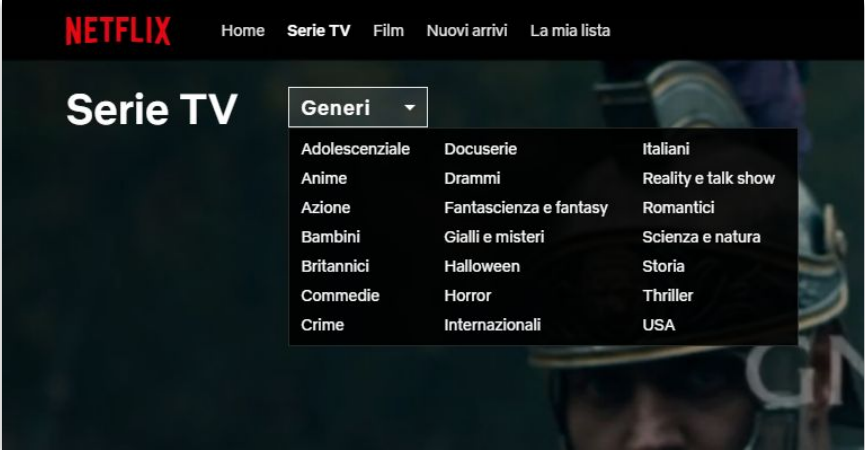 NETFLIX Home Serie TV Film Nuovi arrivi La mia lista
Serie TV Generi
Adolescenziale Docuserie Italiani
Anime Drammi Reality e talk show
Azione Fantascienza e fantasy Romantici
Bambini Gialli e misteri Scienza e natura
Britannici Halloween Storia
Commedie Horror Thriller
Crime Internazionali USA
GN